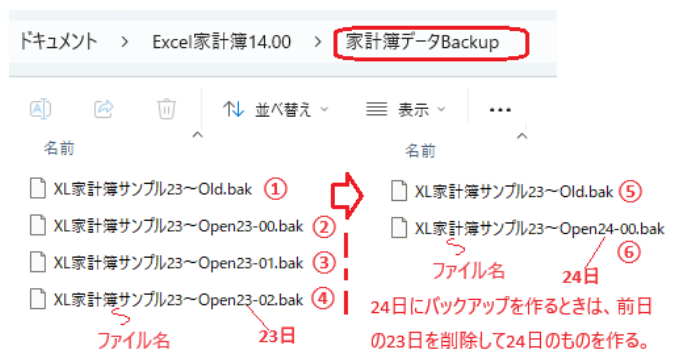 ドキュメント > Excel家計簿14.00 > 家計簿データBackup
並べ替え 表示 ...
名前
XL家計簿サンプル23～Old.bak ①
XL家計簿サンプル23～Open23-00.bak ②
XL家計簿サンプル23～Open23-01.bak ③
XL家計簿サンプル23～Open23-02.bak ④
ファイル名 23日
名前
XL家計簿サンプル23～Old.bak ⑤
XL家計簿サンプル23～Open24-00.bak
⑥
ファイル名 24日
24日にバックアップを作るときは、前日
の23日を削除して24日のものを作る。